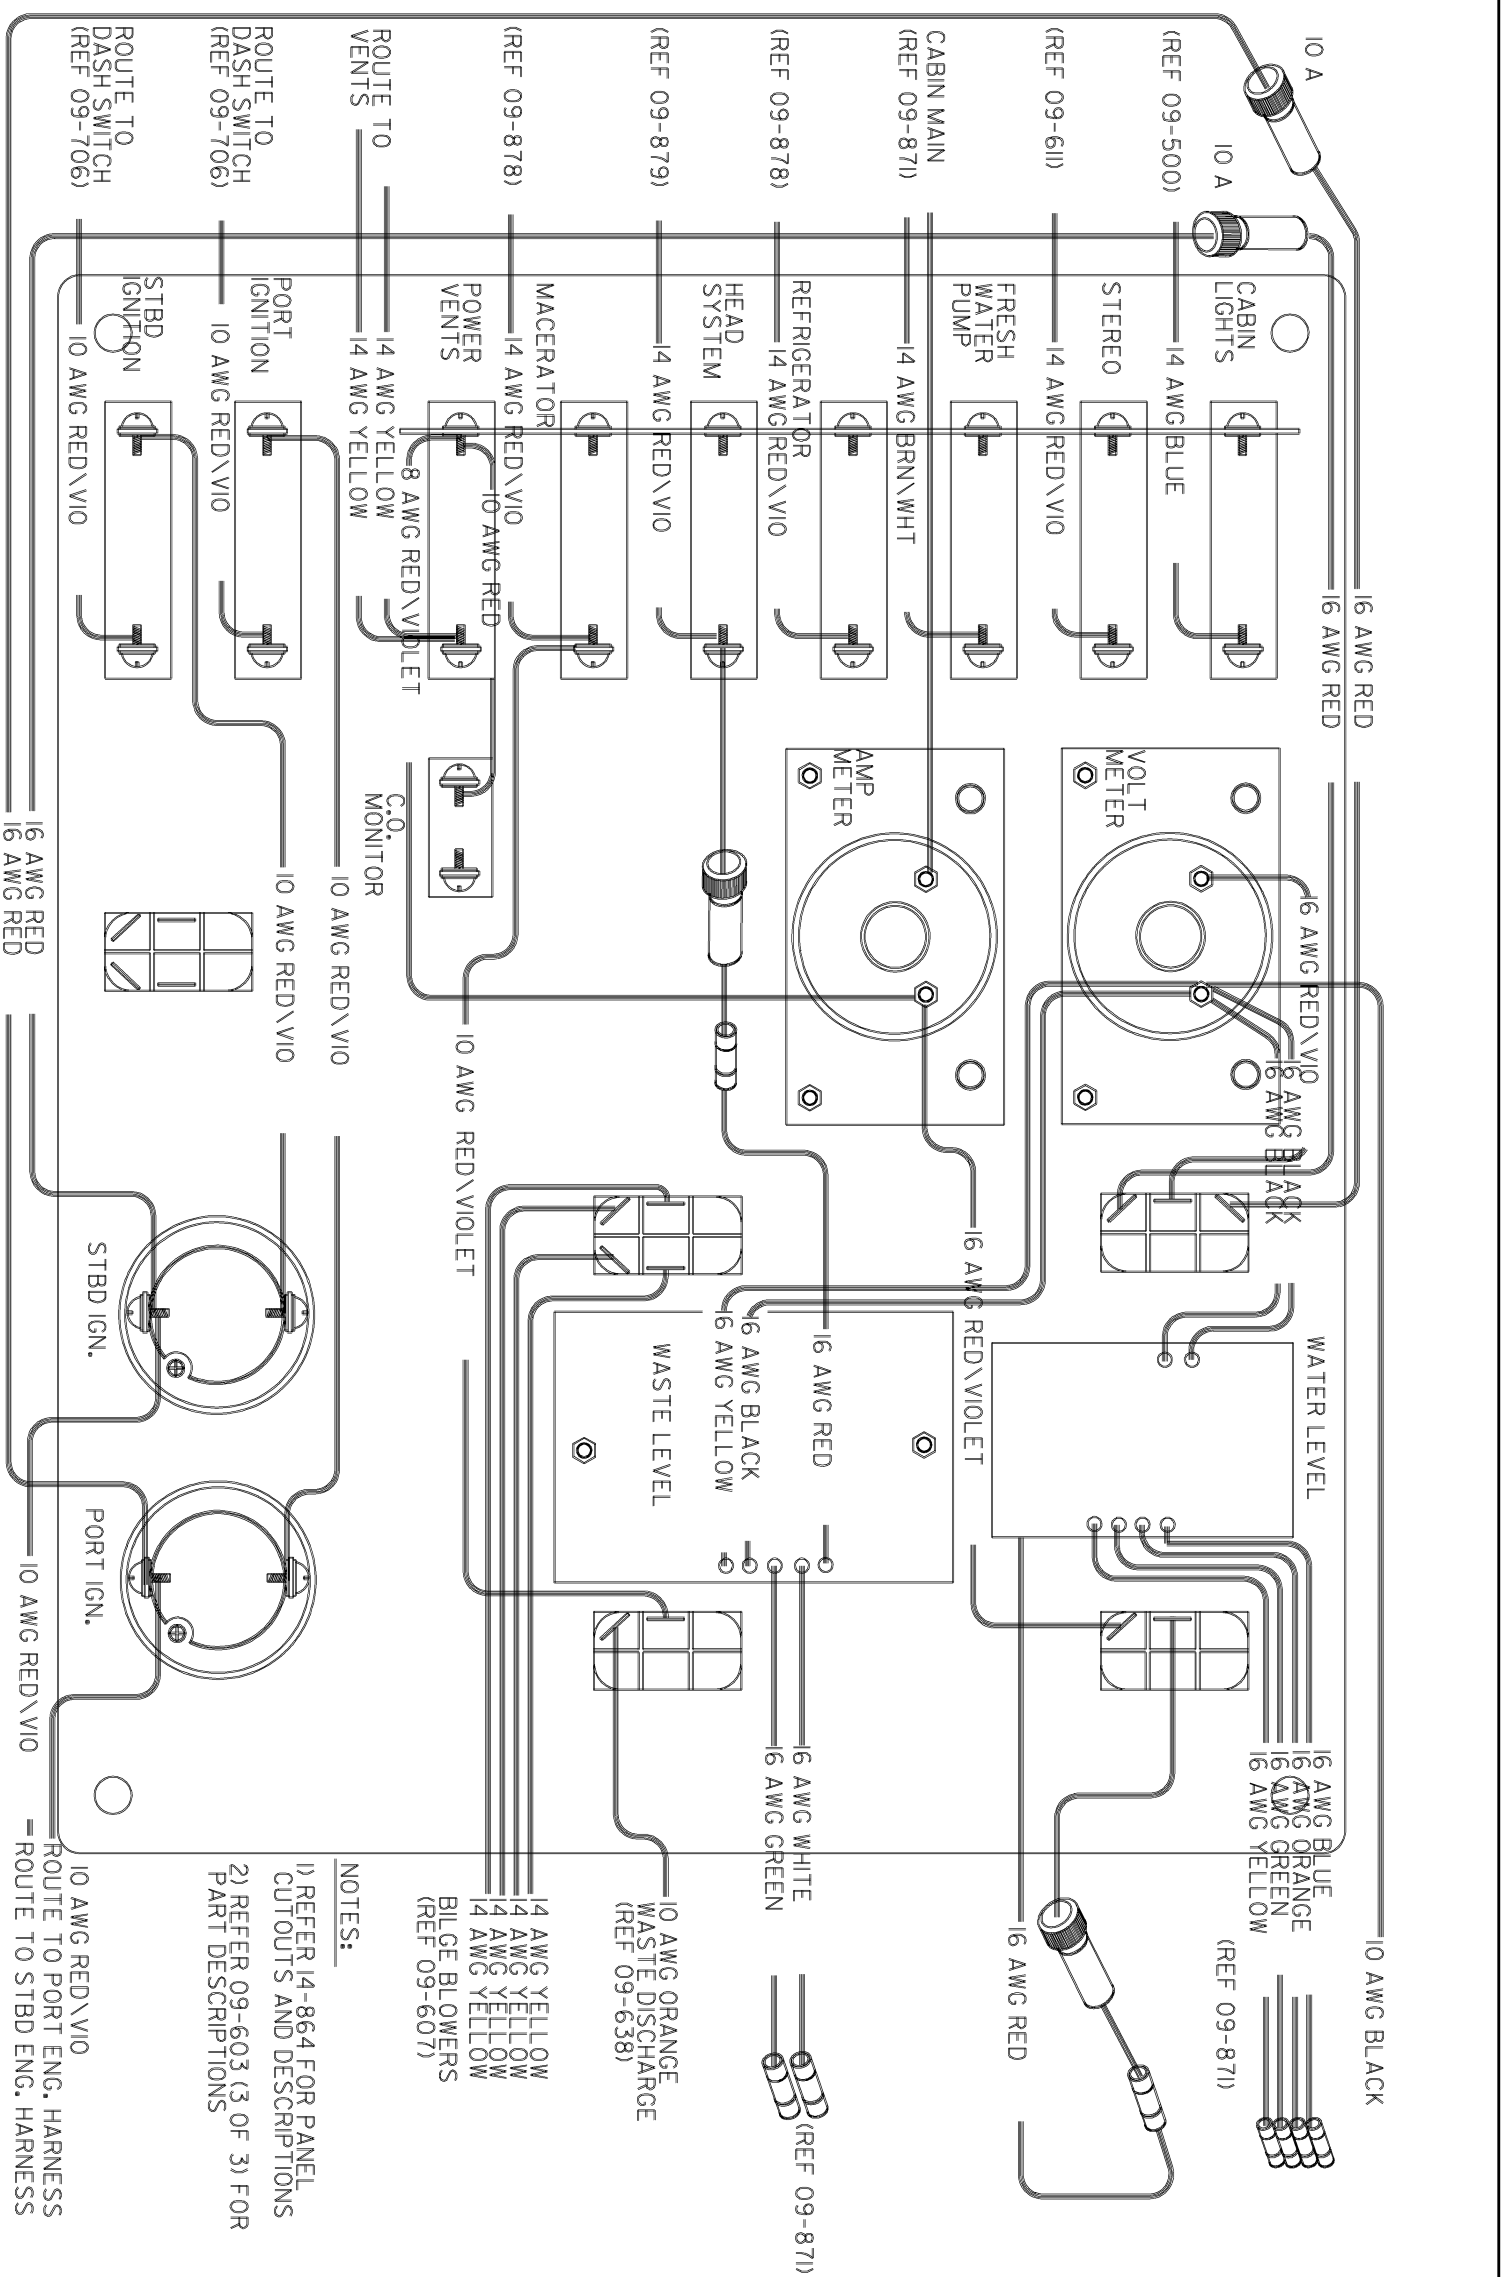 10 A
10 A
(REF 09-500)
(REF 09-611)
CABIN MAIN
(REF 09-871)
(REF 09-878)
(REF 09-879)
(REF 09-878)
ROUTE TO
VENTS
ROUTE TO
DASH SWITCH
(REF 09-706)
ROUTE TO
DASH SWITCH
(REF 09-706)
CABIN
LIGHTS
STEREO
FRESH
WATER
PUMP
REFRIGERATOR
HEAD
SYSTEM
MACERATOR
POWER
VENTS
PORT
IGNITION
STBD
IGNITION
14 AWG BLUE
14 AWG RED\VIO
14 AWG BRN\WHT
14 AWG RED\VIO
14 AWG RED\VIO
14 AWG RED\VIO
14 AWG YELLOW
14 AWG YELLOW
10 AWG RED\VIO
10 AWG RED\VIO
10 AWG RED
8 AWG RED\VIOLET
16 AWG RED
16 AWG RED
VOLT
METER
AMP
METER
C.O.
MONITOR
16 AWG RED
16 AWG RED
16 AWG RED\VIO
10 AWG RED\VIO
10 AWG RED\VIO
16 AWG BLACK
16 AWG BLACK
10 AWG RED\VIOLET
16 AWG RED\VIOLET
STBD IGN.
WATER LEVEL
16 AWG RED
16 AWG BLACK
16 AWG YELLOW
WASTE LEVEL
PORT IGN.
10 AWG RED\VIO
16 AWG BLUE
16 AWG ORANGE
16 AWG GREEN
16 AWG YELLOW
16 AWG WHITE
16 AWG GREEN
10 AWG BLACK
(REF 09-871)
16 AWG RED
(REF 09-871)
10 AWG ORANGE
WASTE DISCHARGE
(REF 09-638)
14 AWG YELLOW
14 AWG YELLOW
14 AWG YELLOW
14 AWG YELLOW
BILGE BLOWERS
(REF 09-607)
NOTES:
1) REFER 14-864 FOR PANEL
CUTOUTS AND DESCRIPTIONS
2) REFER 09-603 (3 OF 3) FOR
PART DESCRIPTIONS
10 AWG RED\VIO
ROUTE TO PORT ENG. HARNESS
ROUTE TO STBD ENG. HARNESS